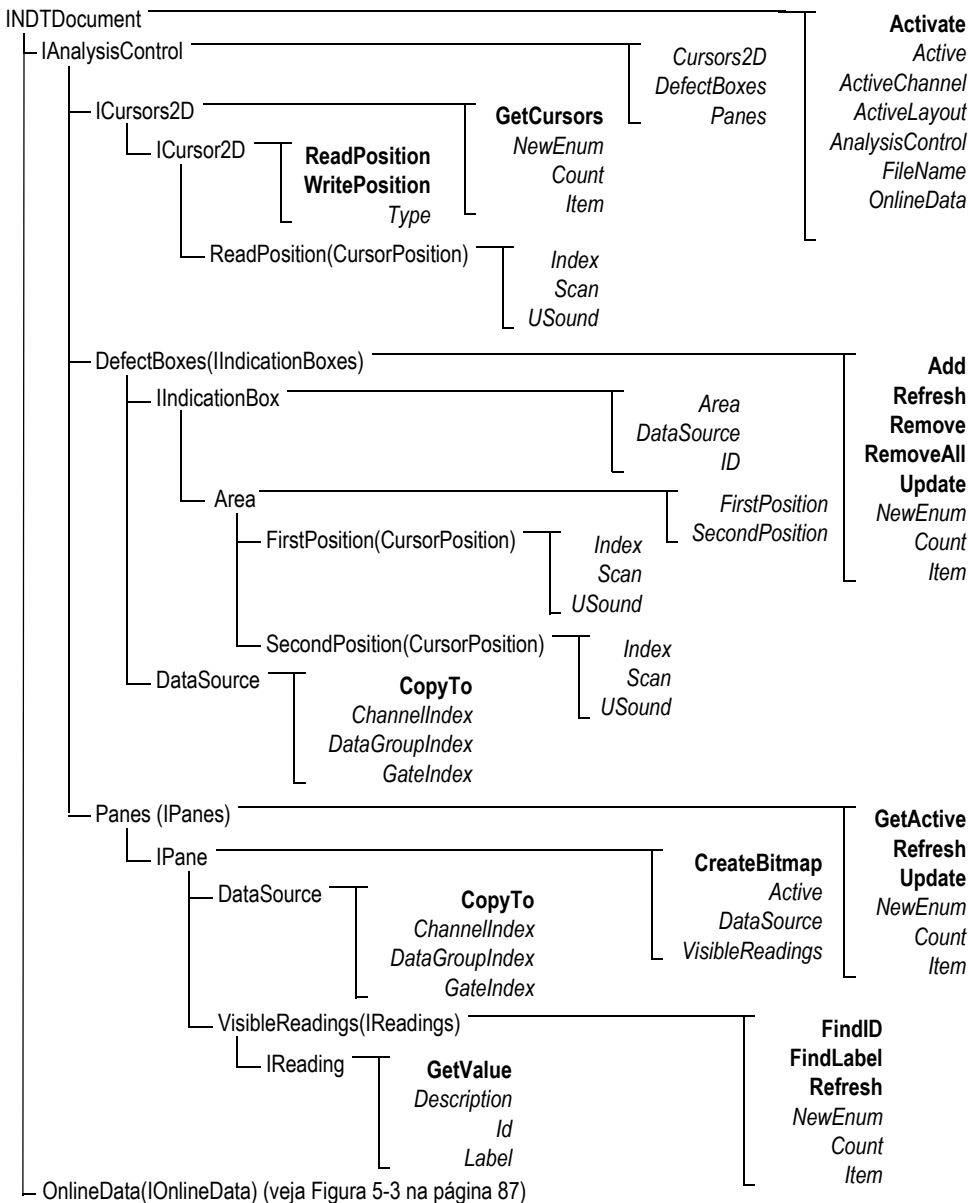 INDTDocument
Activate
Active
ActiveChannel
ActiveLayout
AnalysisControl
FileName
OnlineData
IAnalysisControl
Cursors2D
DefectBoxes
Panes
ICursors2D
GetCursors
NewEnum
Count
Item
ICursor2D
ReadPosition
WritePosition
Type
ReadPosition(CursorPosition)
Index
Scan
USound
DefectBoxes(IIndicationBoxes)
Add
Refresh
Remove
RemoveAll
Update
NewEnum
Count
Item
IIndicationBox
Area
DataSource
ID
Area
FirstPosition
SecondPosition
FirstPosition(CursorPosition)
Index
Scan
USound
SecondPosition(CursorPosition)
Index
Scan
USound
DataSource
CopyTo
ChannelIndex
DataGroupIndex
GateIndex
Panes (IPanes)
GetActive
Refresh
Update
NewEnum
Count
Item
IPane
CreateBitmap
Active
DataSource
VisibleReadings
DataSource
CopyTo
ChannelIndex
DataGroupIndex
GateIndex
VisibleReadings(IReadings)
FindID
FindLabel
Refresh
NewEnum
Count
Item
IReading
GetValue
Description
Id
Label
OnlineData(IOnlineData) (veja Figura 5-3 na página 87)